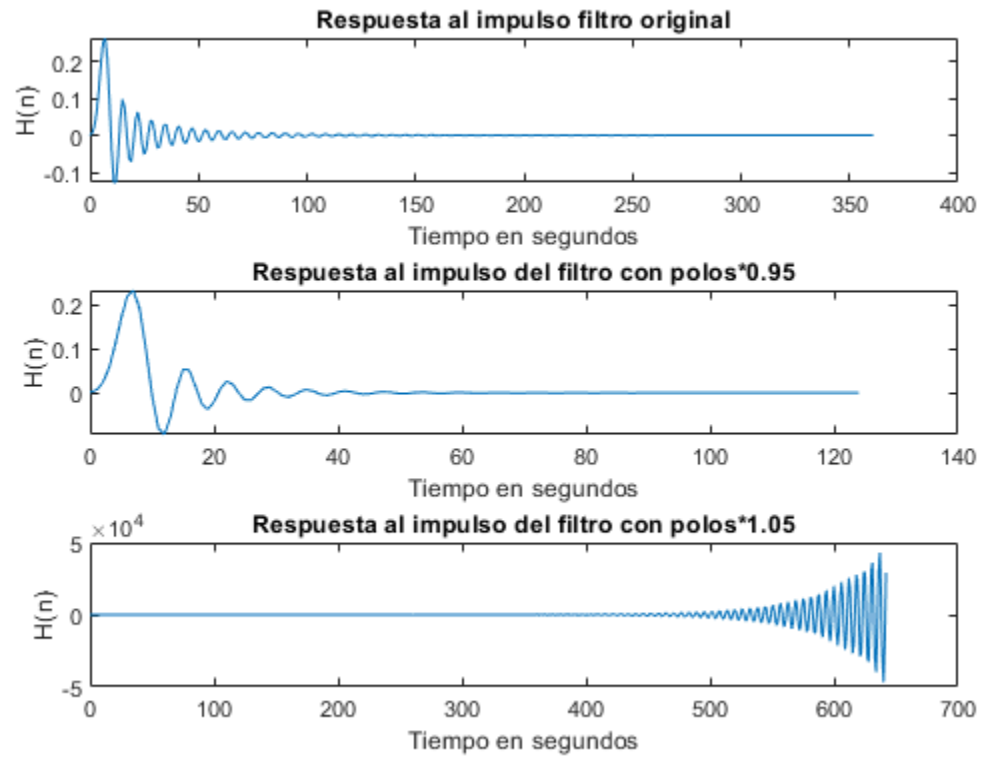 Respuesta al impulso filtro original
H(n)
0.2
0.1
0
-0.1
0 50 100 150 200 250 300 350 400
Tiempo en segundos
Respuesta al impulso del filtro con polos*0.95
H(n)
0.2
0.1
0
0 20 40 60 80 100 120 140
Tiempo en segundos
×10⁴
Respuesta al impulso del filtro con polos*1.05
H(n)
5
0
-5
0 100 200 300 400 500 600 700
Tiempo en segundos